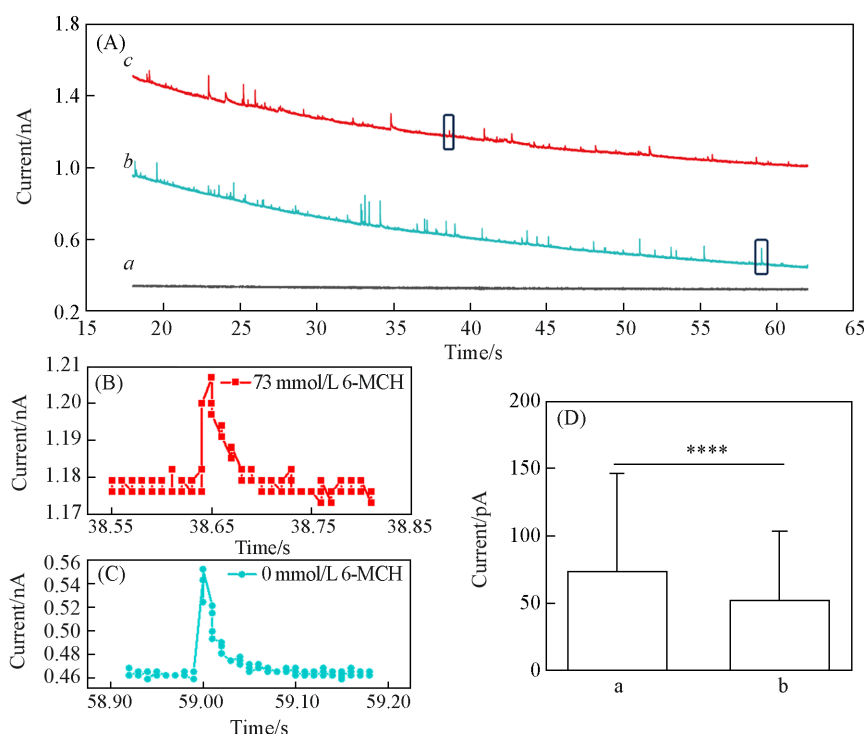 (A)
Current/nA
1.8
1.4
1.0
0.6
0.2
c
b
a
15 20 25 30 35 40 45 50 55 60 65
Time/s
(B)
73 mmol/L 6-MCH
Current/nA
1.21
1.20
1.19
1.18
1.17
38.55 38.65 38.75 38.85
Time/s
(C)
0 mmol/L 6-MCH
Current/nA
0.56
0.54
0.52
0.50
0.48
0.46
58.90 59.00 59.10 59.20
Time/s
(D)
****
Current/pA
200
150
100
50
0
a b